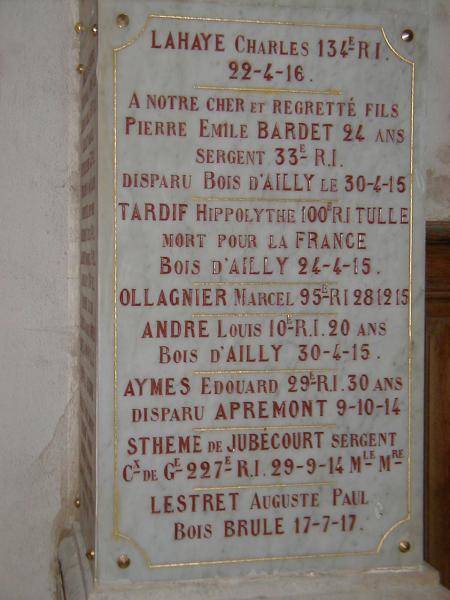 LAHAYE CHARLES 134E R.I.
22-4-16.
A NOTRE CHER ET REGRETTÉ FILS
PIERRE EMILE BARDET 24 ANS
SERGENT 33E R.I.
DISPARU BOIS D'AILLY LE 30-4-15
TARDIF HIPPOLYTHE 100E RI TULLE
MORT POUR LA FRANCE
BOIS D'AILLY 24-4-15.
OLLAGNIER MARCEL 95E RI 28 12 15
ANDRE LOUIS 10E R.I. 20 ANS
BOIS D'AILLY 30-4-15.
AYMES EDOUARD 29E R.I. 30 ANS
DISPARU APREMONT 9-10-14
STHEME DE JUBÉCOURT SERGENT
CX DE GE 227E R.I. 29-9-14 MLE MRE
LESTRET AUGUSTE PAUL
BOIS BRULE 17-7-17.